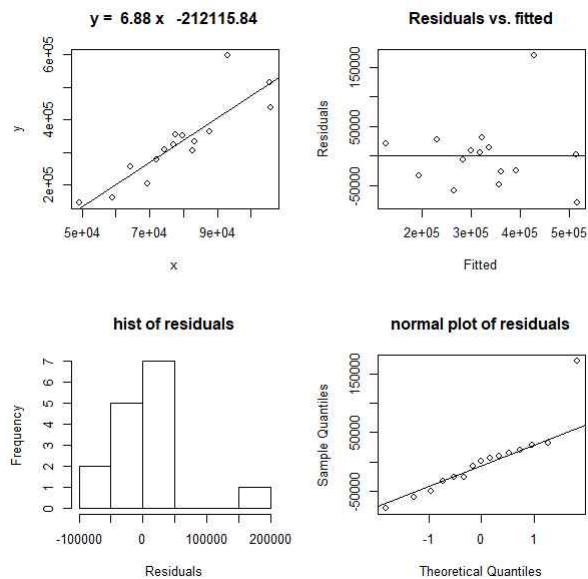 y = 6.88 x -212115.84
y
2e+05 4e+05 6e+05
5e+04 7e+04 9e+04
x
Residuals vs. fitted
Residuals
-50000 50000 150000
2e+05 3e+05 4e+05 5e+05
Fitted
hist of residuals
Frequency
0 1 2 3 4 5 6 7
-100000 0 100000 200000
Residuals
normal plot of residuals
Sample Quantiles
-50000 50000 150000
-1 0 1
Theoretical Quantiles